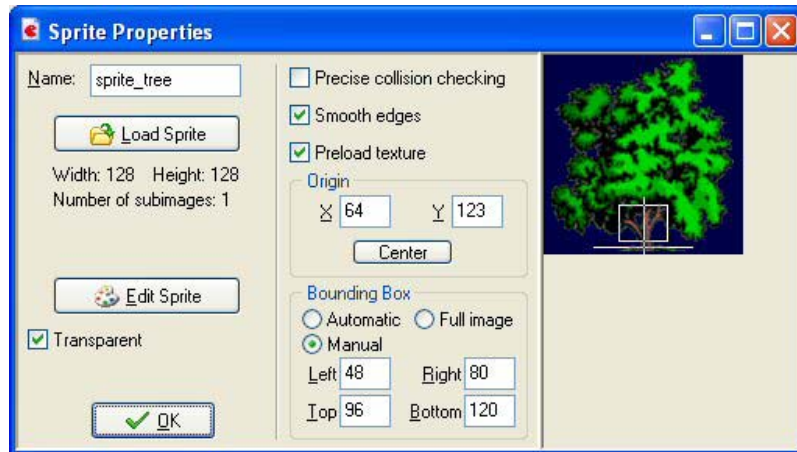 Sprite Properties
Name: sprite_tree
Load Sprite
Width: 128 Height: 128
Number of subimages: 1
Edit Sprite
Transparent
OK
Precise collision checking
Smooth edges
Preload texture
Origin
X 64 Y 123
Center
Bounding Box
Automatic Full image
Manual
Left 48 Right 80
Top 96 Bottom 120